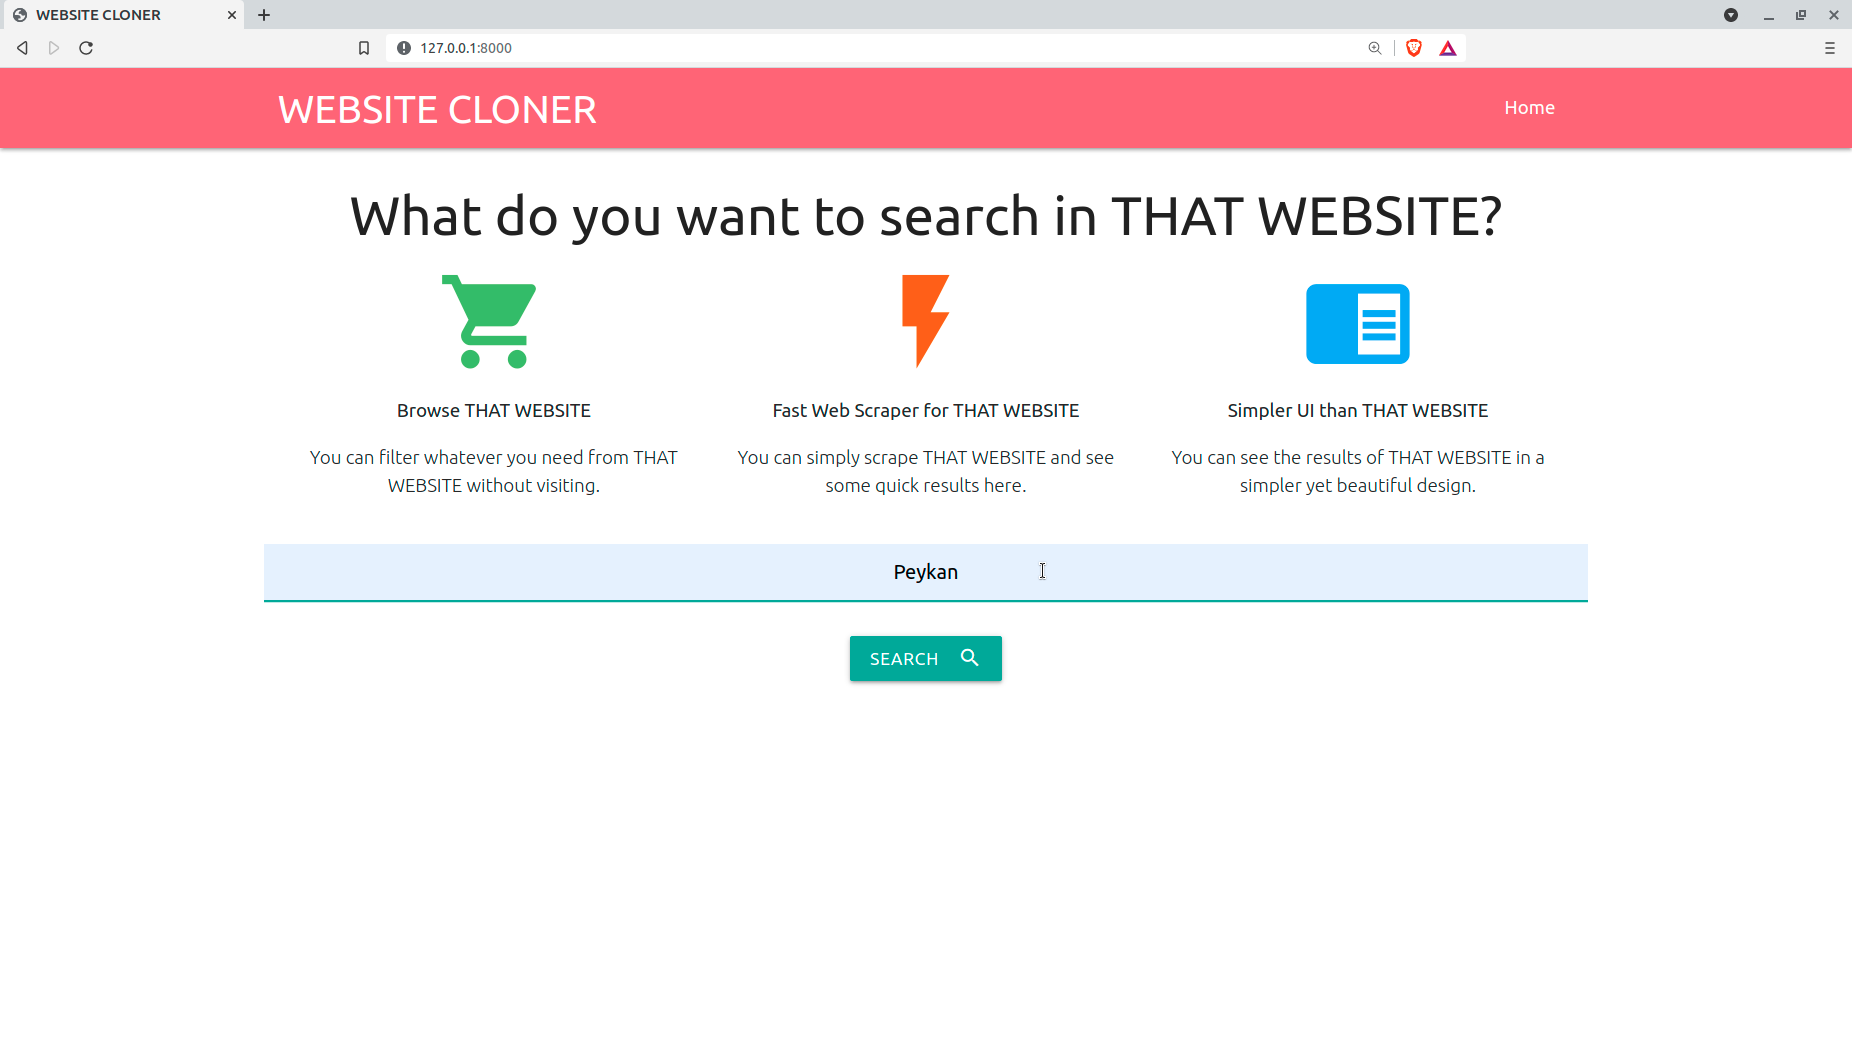 WEBSITE CLONER
127.0.0.1:8000
WEBSITE CLONER
Home
What do you want to search in THAT WEBSITE?
Browse THAT WEBSITE
You can filter whatever you need from THAT
WEBSITE without visiting.
Fast Web Scraper for THAT WEBSITE
You can simply scrape THAT WEBSITE and see
some quick results here.
Simpler UI than THAT WEBSITE
You can see the results of THAT WEBSITE in a
simpler yet beautiful design.
Peykan
SEARCH